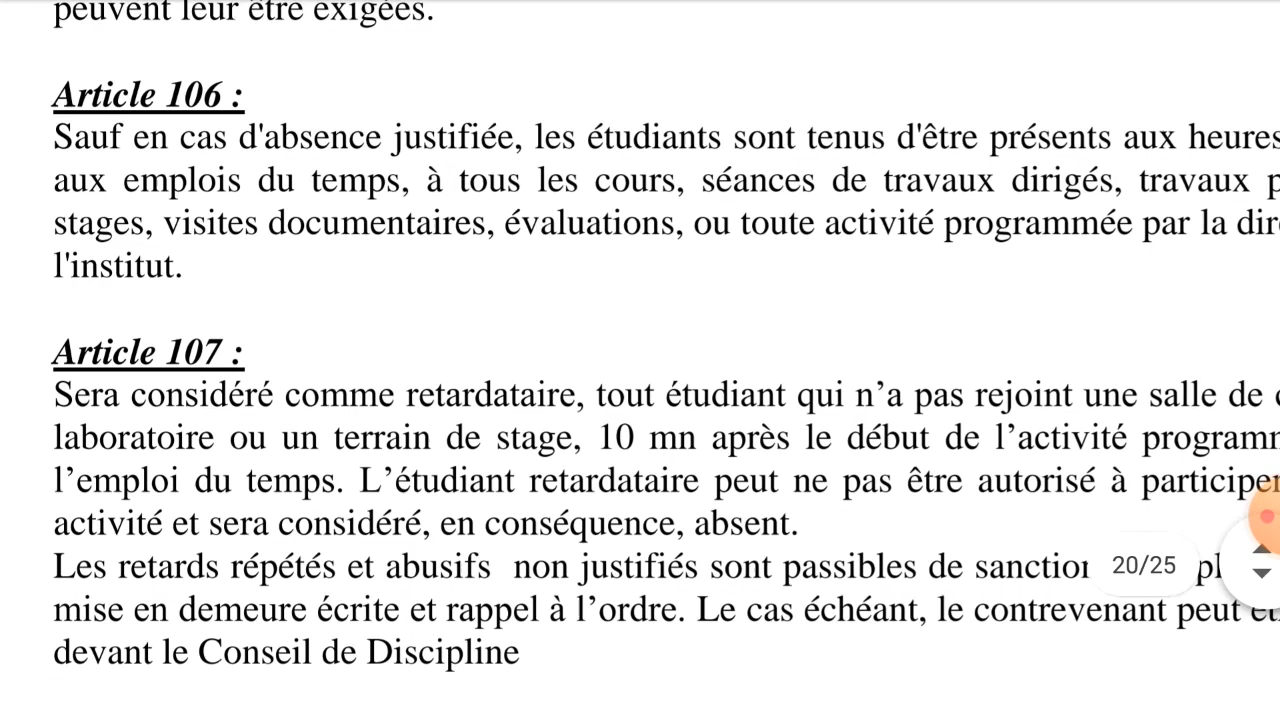 peuvent leur être exigées.
Article 106 :
Sauf en cas d'absence justifiée, les étudiants sont tenus d'être présents aux heures
aux emplois du temps, à tous les cours, séances de travaux dirigés, travaux
stages, visites documentaires, évaluations, ou toute activité programmée par la
l'institut.
Article 107 :
Sera considéré comme retardataire, tout étudiant qui n’a pas rejoint une salle de
laboratoire ou un terrain de stage, 10 mn après le début de l’activité
l’emploi du temps. L’étudiant retardataire peut ne pas être autorisé à participer
activité et sera considéré, en conséquence, absent.
Les retards répétés et abusifs non justifiés sont passibles de
20/25
mise en demeure écrite et rappel à l’ordre. Le cas échéant, le contrevenant peut
devant le Conseil de Discipline